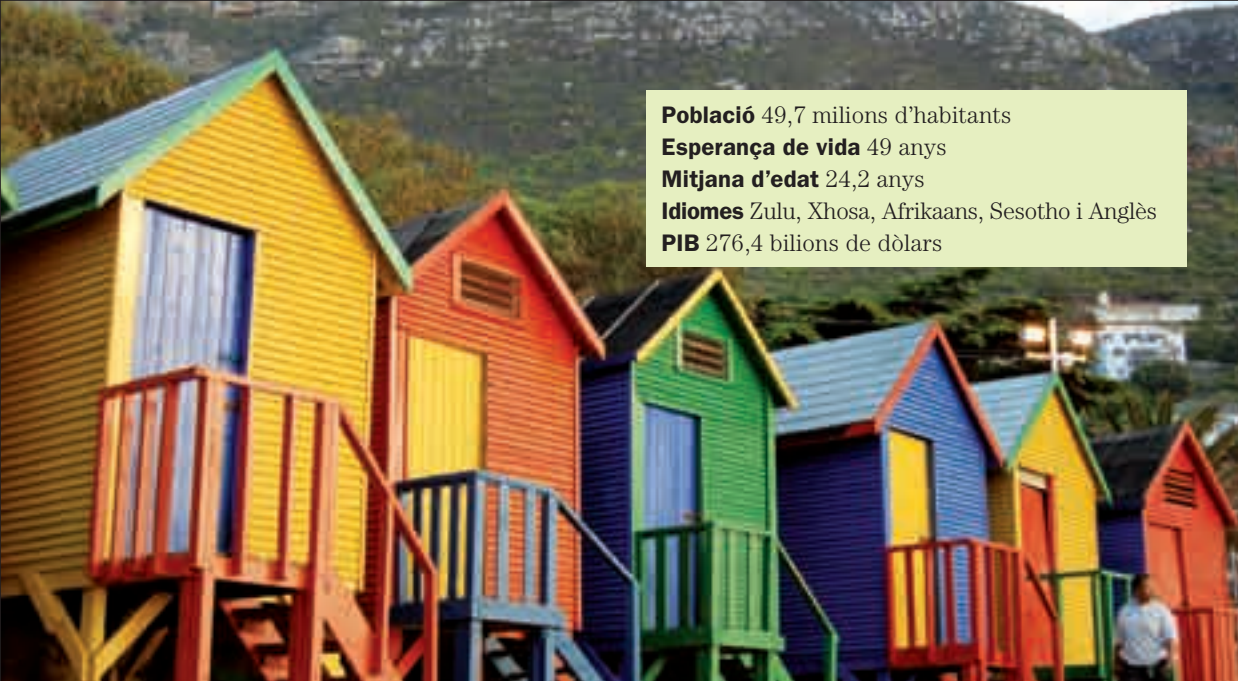 Població 49,7 milions d’habitants
Esperança de vida 49 anys
Mitjana d’edat 24,2 anys
Idiomes Zulu, Xhosa, Afrikaans, Sesotho i Anglès
PIB 276,4 bilions de dòlars